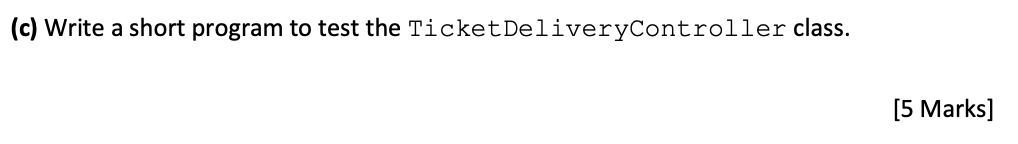 (c) Write a short program to test the TicketDeliveryController class.
[5 Marks]